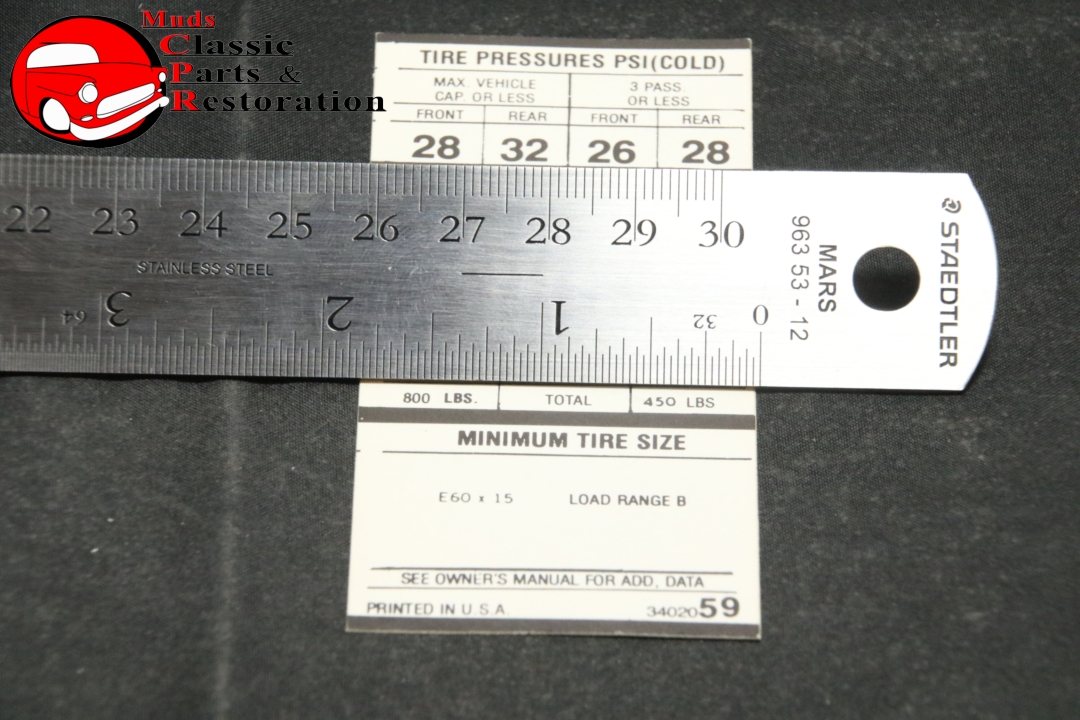 Muds
Classic
Parts &
Restoration
TIRE PRESSURES PSI(COLD)
MAX. VEHICLE
CAP. OR LESS
3 PASS.
OR LESS
FRONT REAR FRONT REAR
28 32 26 28
22 23 24 25 26 27 28 29 30
STAINLESS STEEL
64 3 2 1 32 0
MARS
963 53 - 12
STAEDTLER
800 LBS. TOTAL 450 LBS
MINIMUM TIRE SIZE
E60 x 15 LOAD RANGE B
SEE OWNER'S MANUAL FOR ADD. DATA
PRINTED IN U.S.A. 3402059